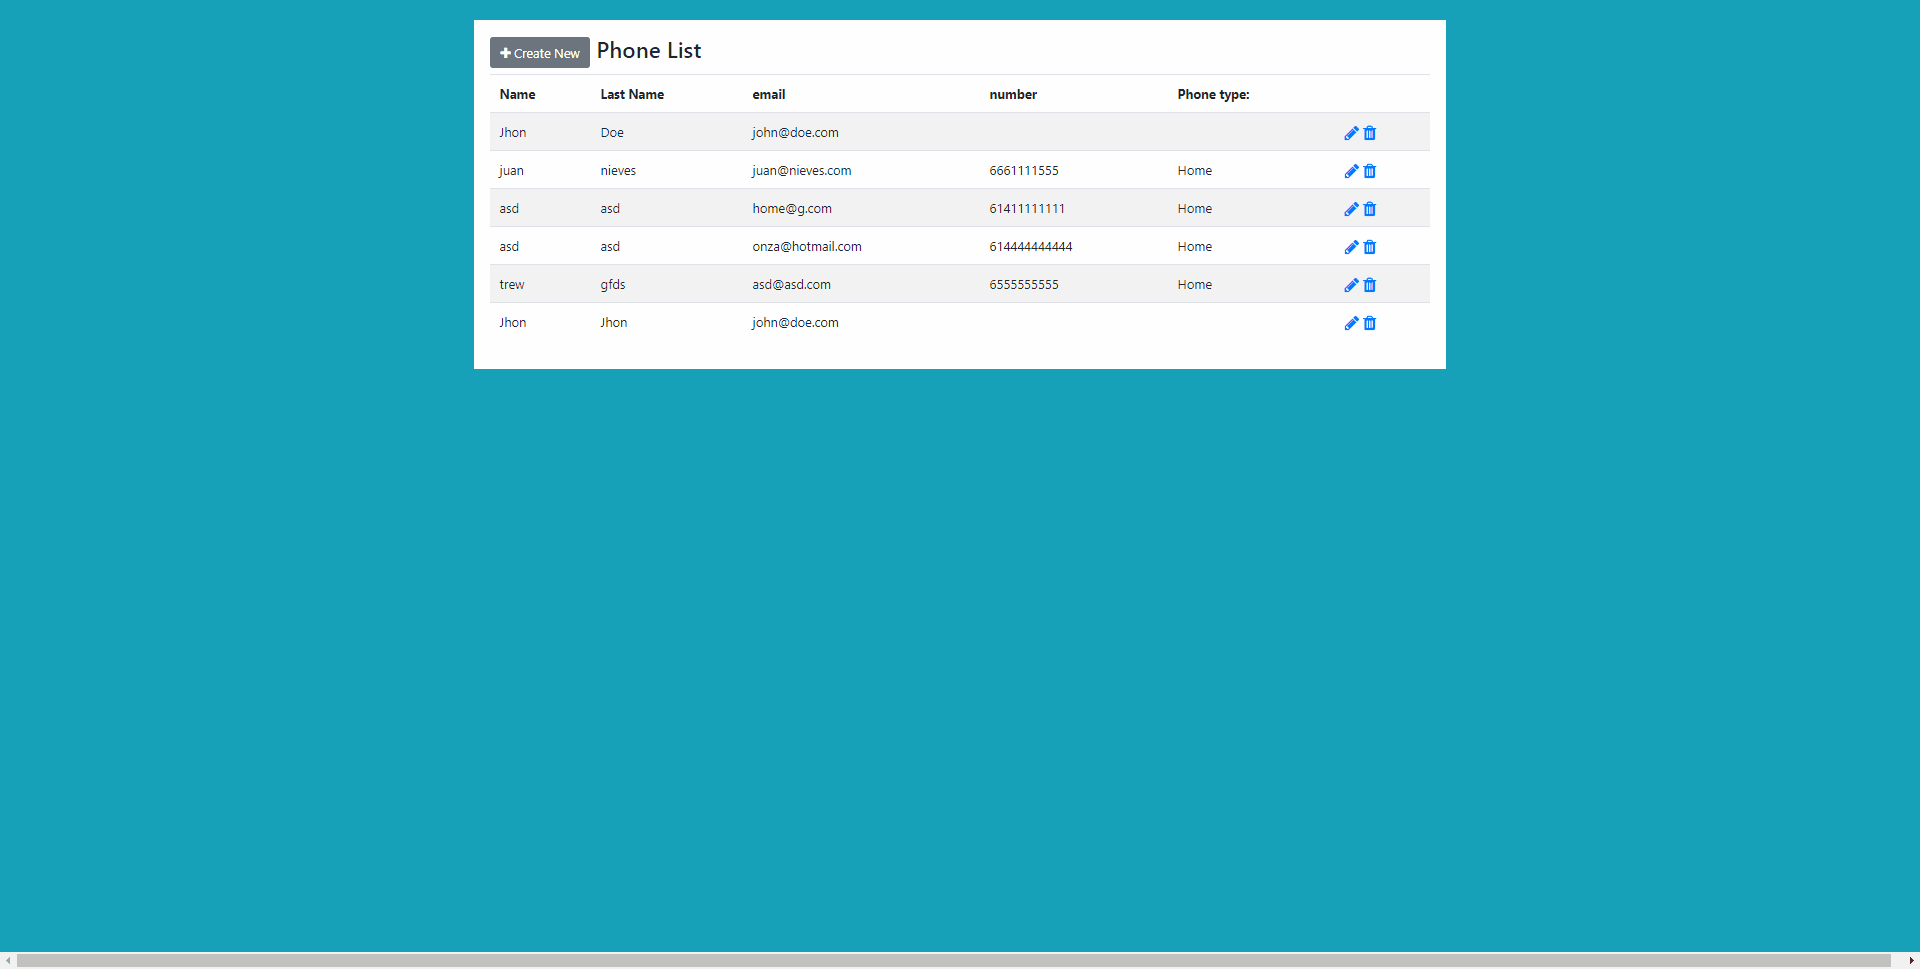 Create New Phone List
Name Last Name email number Phone type:
Jhon Doe john@doe.com
juan nieves juan@nieves.com 6661111555 Home
asd asd home@g.com 61411111111 Home
asd asd onza@hotmail.com 614444444444 Home
trew gfds asd@asd.com 6555555555 Home
Jhon Jhon john@doe.com